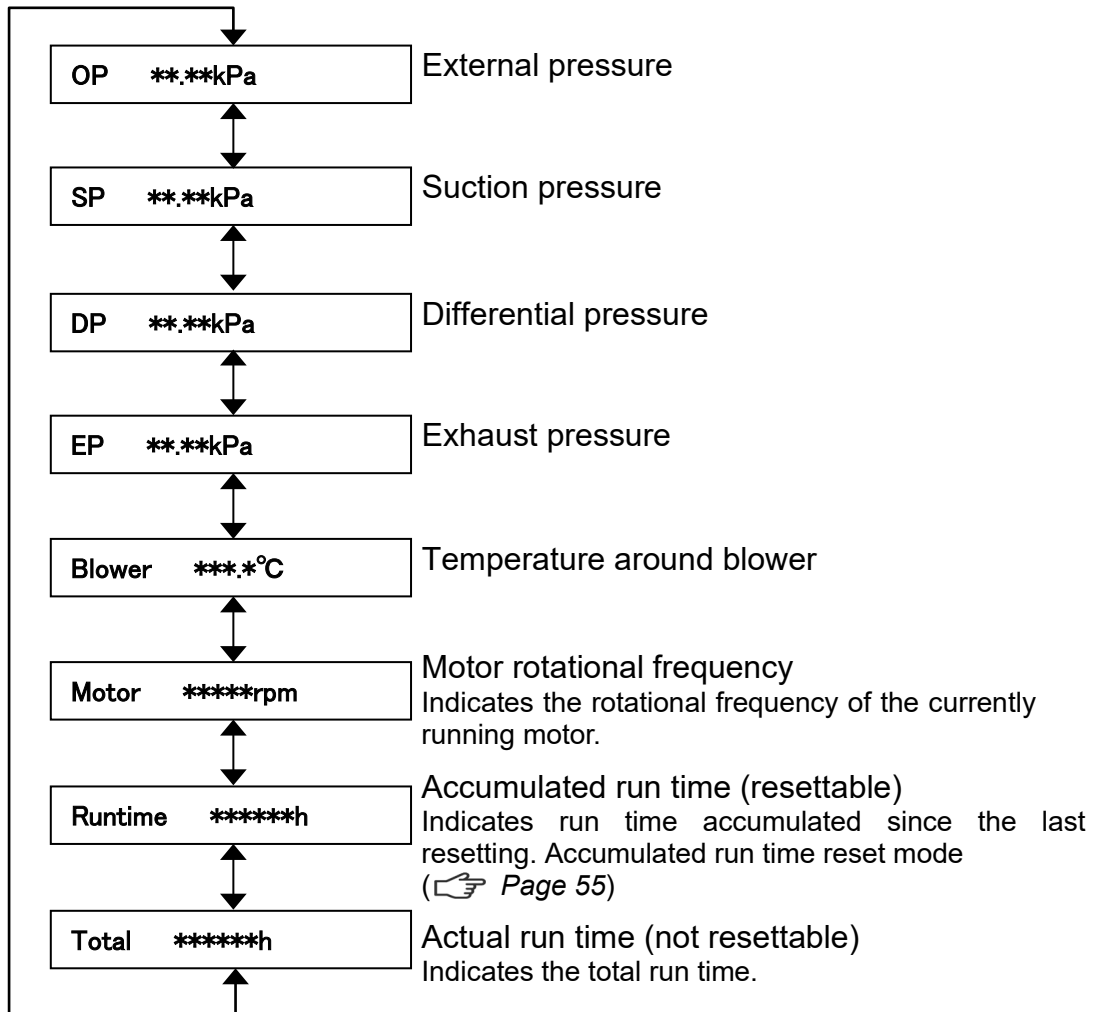 OP **.**kPa
External pressure
SP **.**kPa
Suction pressure
DP **.**kPa
Differential pressure
EP **.**kPa
Exhaust pressure
Blower ***.*℃
Temperature around blower
Motor *****rpm
Motor rotational frequency
Indicates the rotational frequency of the currently
running motor.
Runtime ******h
Accumulated run time (resettable)
Indicates run time accumulated since the last
resetting. Accumulated run time reset mode
(☞ Page 55)
Total ******h
Actual run time (not resettable)
Indicates the total run time.